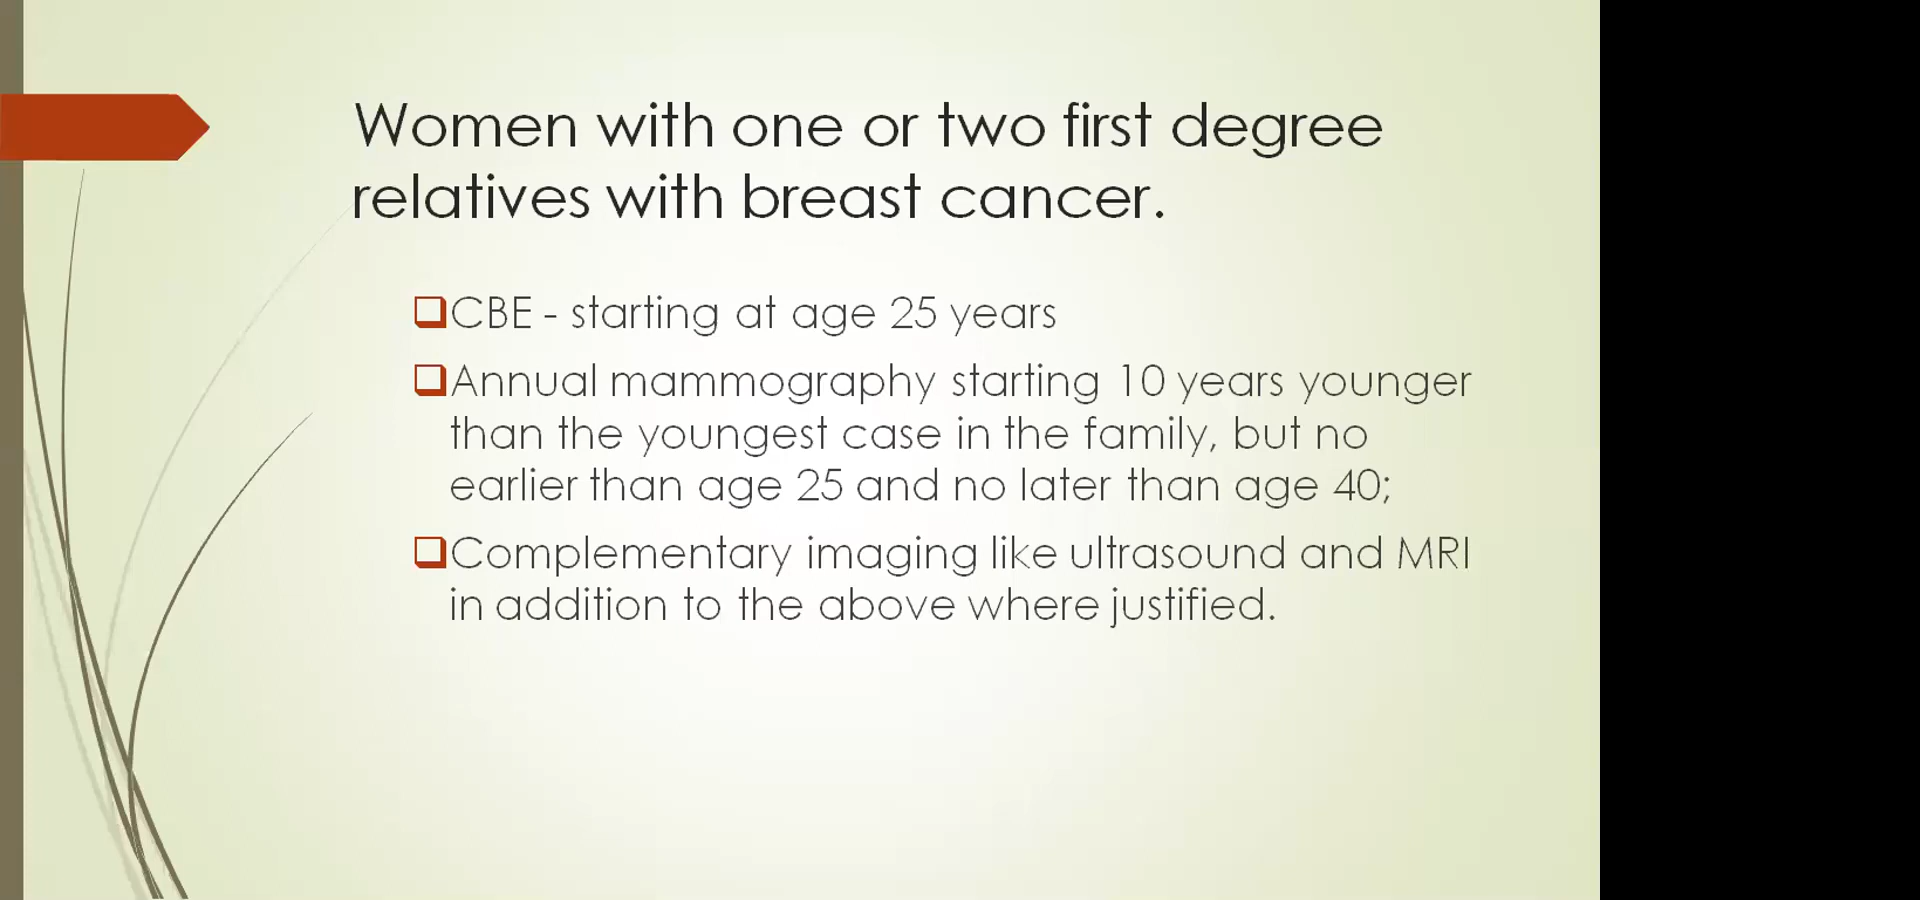 Women with one or two first degree
relatives with breast cancer.
CBE - starting at age 25 years
Annual mammography starting 10 years younger
than the youngest case in the family, but no
earlier than age 25 and no later than age 40;
Complementary imaging like ultrasound and MRI
in addition to the above where justified.